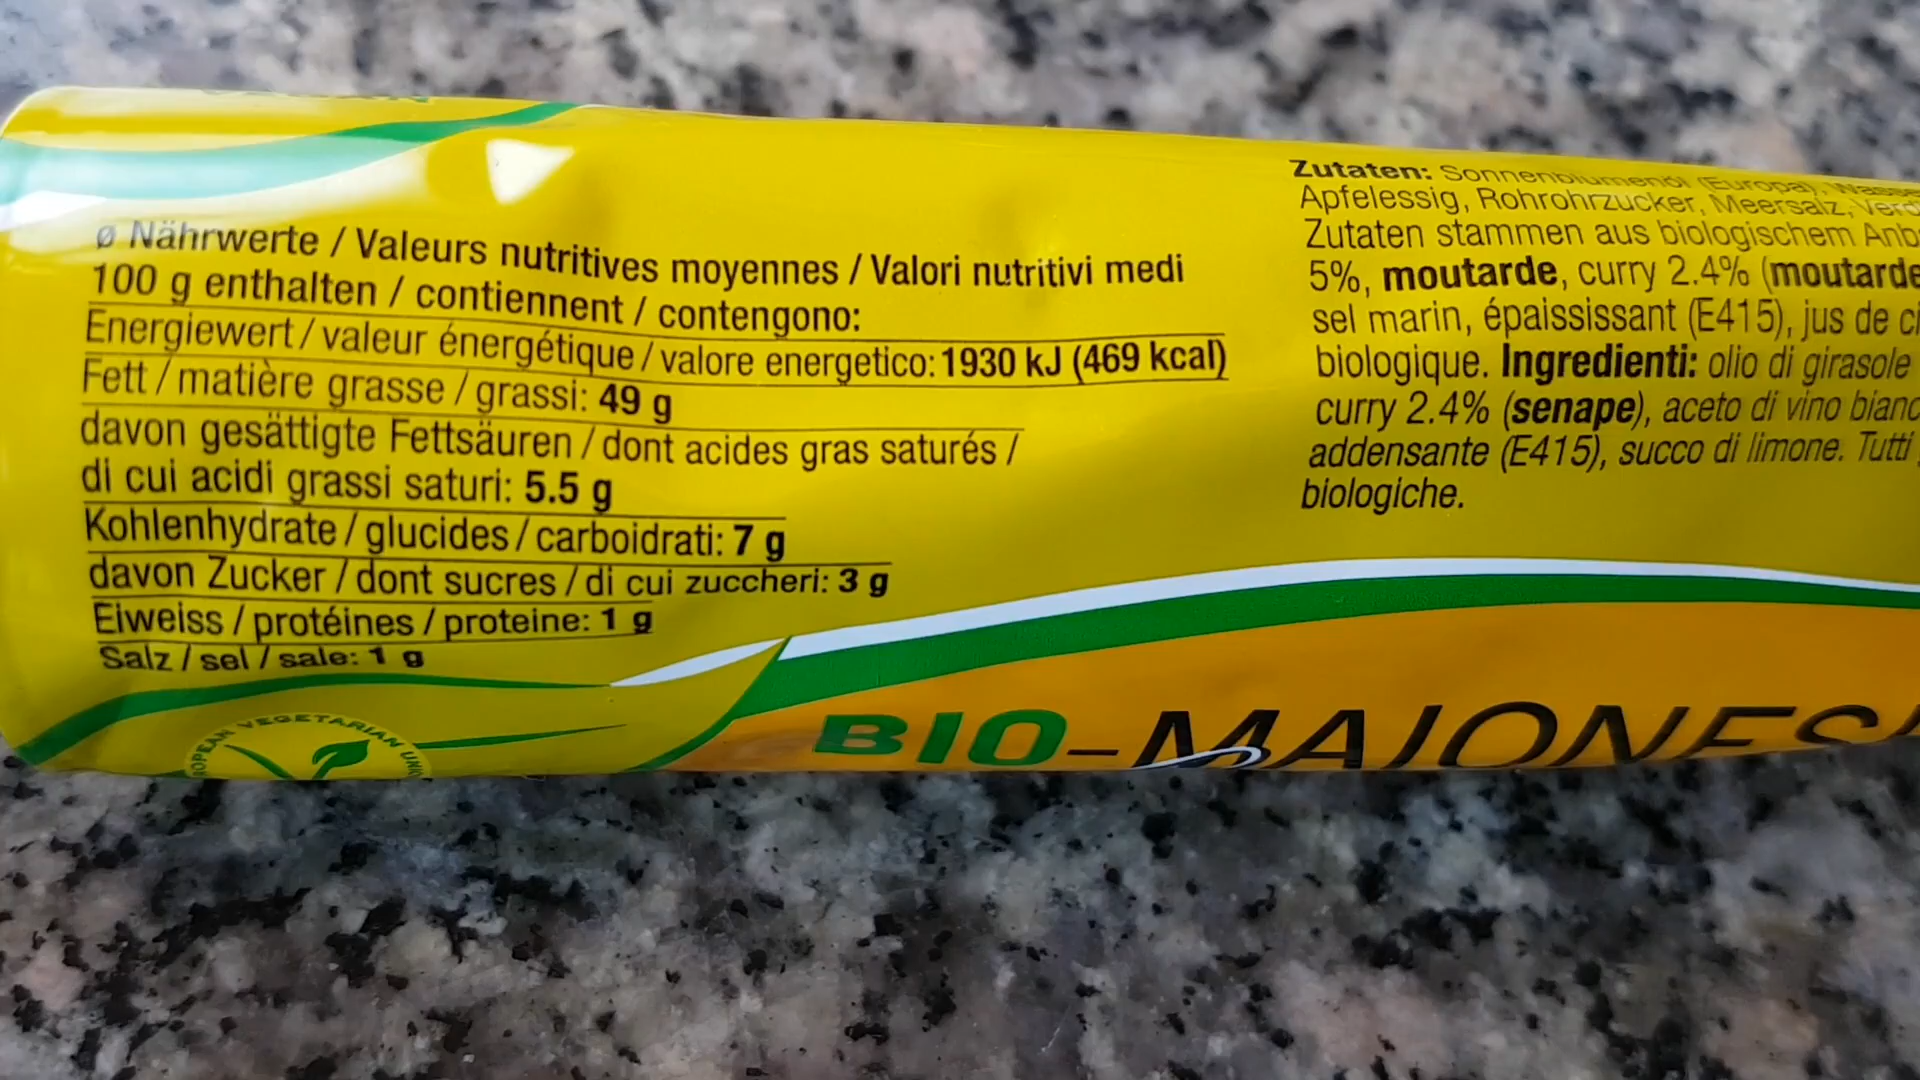 ø Nährwerte / Valeurs nutritives moyennes / Valori nutritivi medi
100 g enthalten / contiennent / contengono:
Energiewert / valeur énergétique / valore energetico: 1930 kJ (469 kcal)
Fett / matière grasse / grassi: 49 g
davon gesättigte Fettsäuren / dont acides gras saturés /
di cui acidi grassi saturi: 5.5 g
Kohlenhydrate / glucides / carboidrati: 7 g
davon Zucker / dont sucres / di cui zuccheri: 3 g
Eiweiss / protéines / proteine: 1 g
Salz / sel / sale: 1 g
Zutaten: Sonnenblumenöl (Europa),
Apfelessig, Rohrohrzucker, Meersalz,
Zutaten stammen aus biologischem
5%, moutarde, curry 2.4% (moutarde
sel marin, épaississant (E415), jus de
biologique. Ingredienti: olio di girasole
curry 2.4% (senape), aceto di vino
addensante (E415), succo di limone. Tutti
biologiche.
VEGETARIAN
BIO-MAIONES